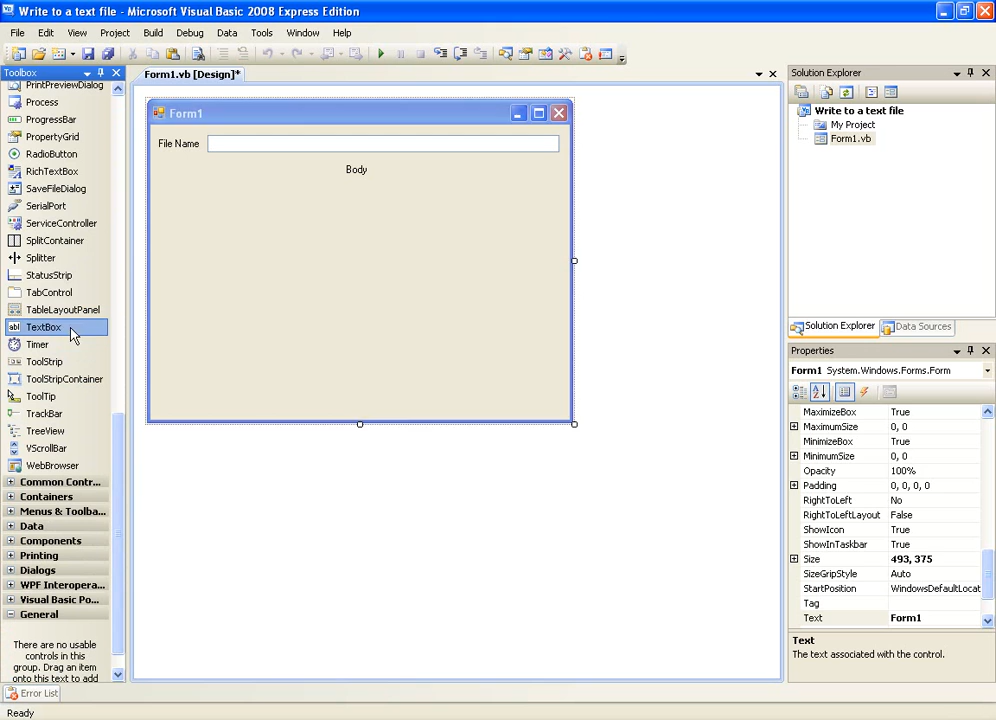 Write to a text file - Microsoft Visual Basic 2008 Express Edition
File Edit View Project Build Debug Data Tools Window Help
Toolbox
PrintPreviewDialog
Process
ProgressBar
PropertyGrid
RadioButton
RichTextBox
SaveFileDialog
SerialPort
ServiceController
SplitContainer
Splitter
StatusStrip
TabControl
TableLayoutPanel
abl TextBox
Timer
ToolStrip
ToolStripContainer
ToolTip
TrackBar
TreeView
VScrollBar
WebBrowser
Common Contr...
Containers
Menus & Toolba...
Data
Components
Printing
Dialogs
WPF Interopera...
Visual Basic Po...
General
There are no usable
controls in this
group. Drag an item
onto this text to add
Error List
Ready
Form1.vb [Design]*
Form1
File Name
Body
Solution Explorer
Write to a text file
My Project
Form1.vb
Solution Explorer Data Sources
Properties
Form1 System.Windows.Forms.Form
MaximizeBox True
MaximumSize 0, 0
MinimizeBox True
MinimumSize 0, 0
Opacity 100%
Padding 0, 0, 0, 0
RightToLeft No
RightToLeftLayout False
ShowIcon True
ShowInTaskbar True
Size 493, 375
SizeGripStyle Auto
StartPosition WindowsDefaultLocat
Tag
Text Form1
Text
The text associated with the control.